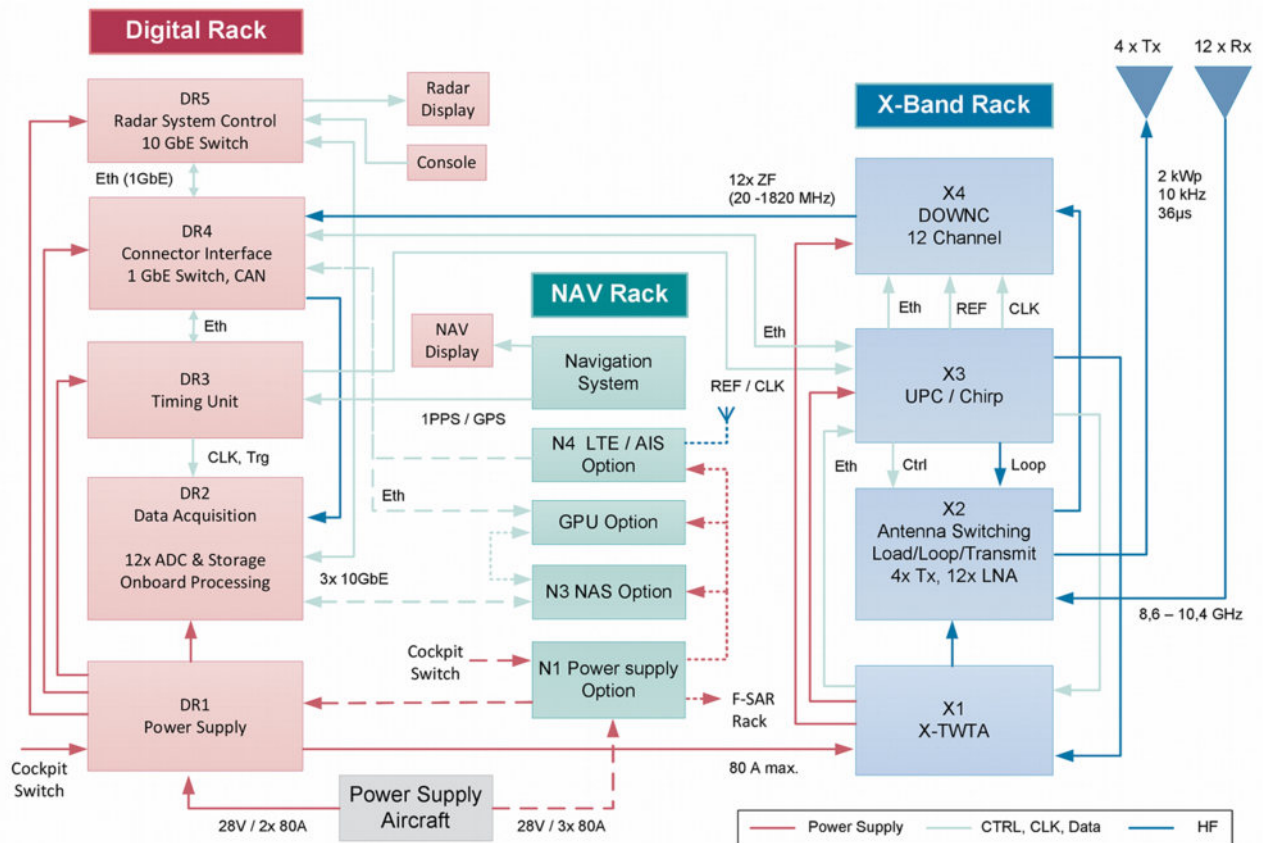 Digital Rack
DR5
Radar System Control
10 GbE Switch
Radar
Display
Console
Eth (1GbE)
DR4
Connector Interface
1 GbE Switch, CAN
Eth
DR3
Timing Unit
CLK, Trg
DR2
Data Acquisition
12x ADC & Storage
Onboard Processing
DR1
Power Supply
Cockpit
Switch
NAV Rack
NAV
Display
Navigation
System
1PPS / GPS
REF / CLK
N4 LTE / AIS
Option
Eth
GPU Option
3x 10GbE
N3 NAS Option
Cockpit
Switch
N1 Power supply
Option
F-SAR
Rack
Power Supply
Aircraft
28V / 2x 80A
28V / 3x 80A
80 A max.
X-Band Rack
4 x Tx
12 x Rx
2 kWp
10 kHz
36µs
12x ZF
(20 -1820 MHz)
X4
DOWNC
12 Channel
Eth
REF
CLK
Eth
X3
UPC / Chirp
Eth
Ctrl
Loop
X2
Antenna Switching
Load/Loop/Transmit
4x Tx, 12x LNA
8,6 – 10,4 GHz
X1
X-TWTA
Power Supply
CTRL, CLK, Data
HF